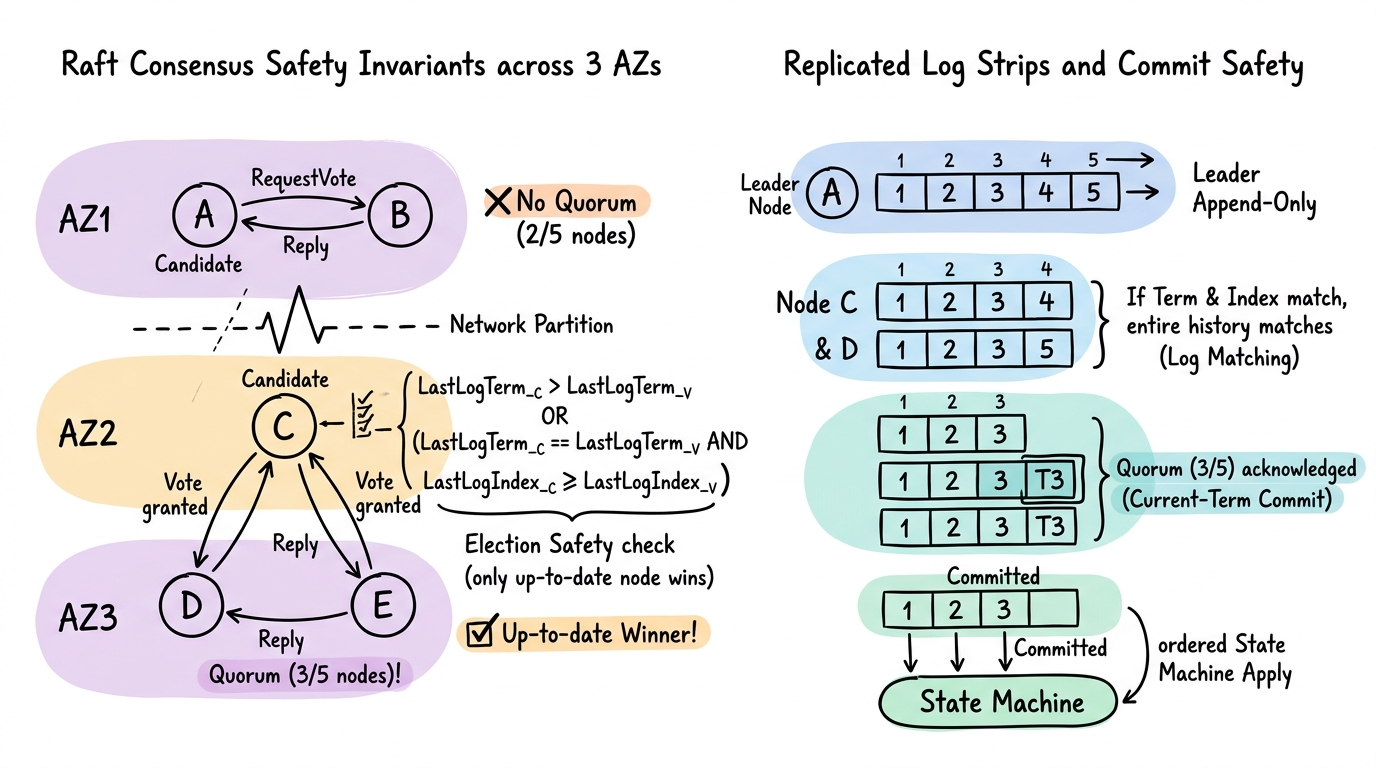 Raft Consensus Safety Invariants across 3 AZs
AZ1
RequestVote
A
B
Reply
Candidate
No Quorum
(2/5 nodes)
Network Partition
AZ2
Candidate
C
LastLogTerm_C > LastLogTerm_V
OR
(LastLogTerm_C == LastLogTerm_V AND
LastLogIndex_C ⩾ LastLogIndex_V)
Vote
granted
Vote
granted
Election Safety check
(only up-to-date node wins)
AZ3
Reply
D
E
Reply
Quorum (3/5 nodes)!
Up-to-date Winner!
Replicated Log Strips and Commit Safety
Leader
Node
A
1 2 3 4 5
1 2 3 4 5
Leader
Append-Only
Node C
& D
1 2 3 4
1 2 3 4
1 2 3 5
If Term & Index match,
entire history matches
(Log Matching)
1 2 3
1 2 3
1 2 3 T3
1 2 3 T3
Quorum (3/5) acknowledged
(Current-Term Commit)
Committed
1 2 3
Committed
State Machine
ordered State
Machine Apply